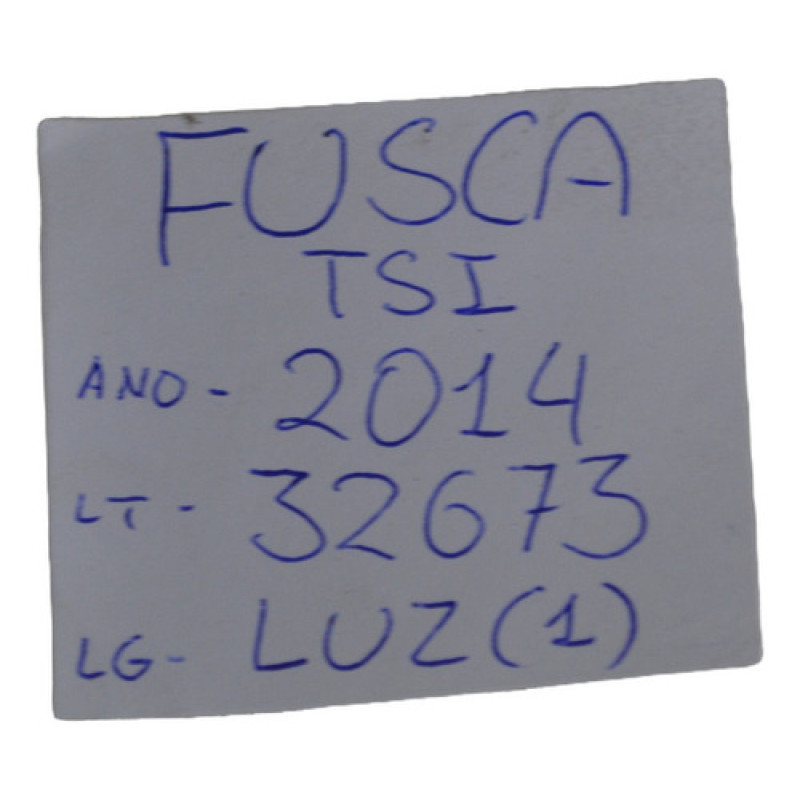 FUSCA
TSI
ANO - 2014
LT - 32673
LG - LUZ (1)